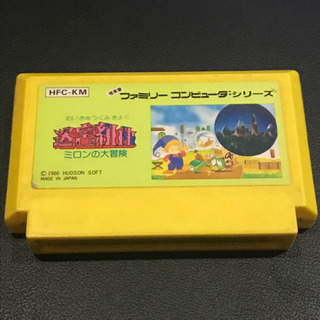 HFC-KM
ファミリー コンピュータ・シリーズ
めいきゅうくみきょく
迷宮組曲
ミロンの大冒険
© 1986 HUDSON SOFT
MADE IN JAPAN